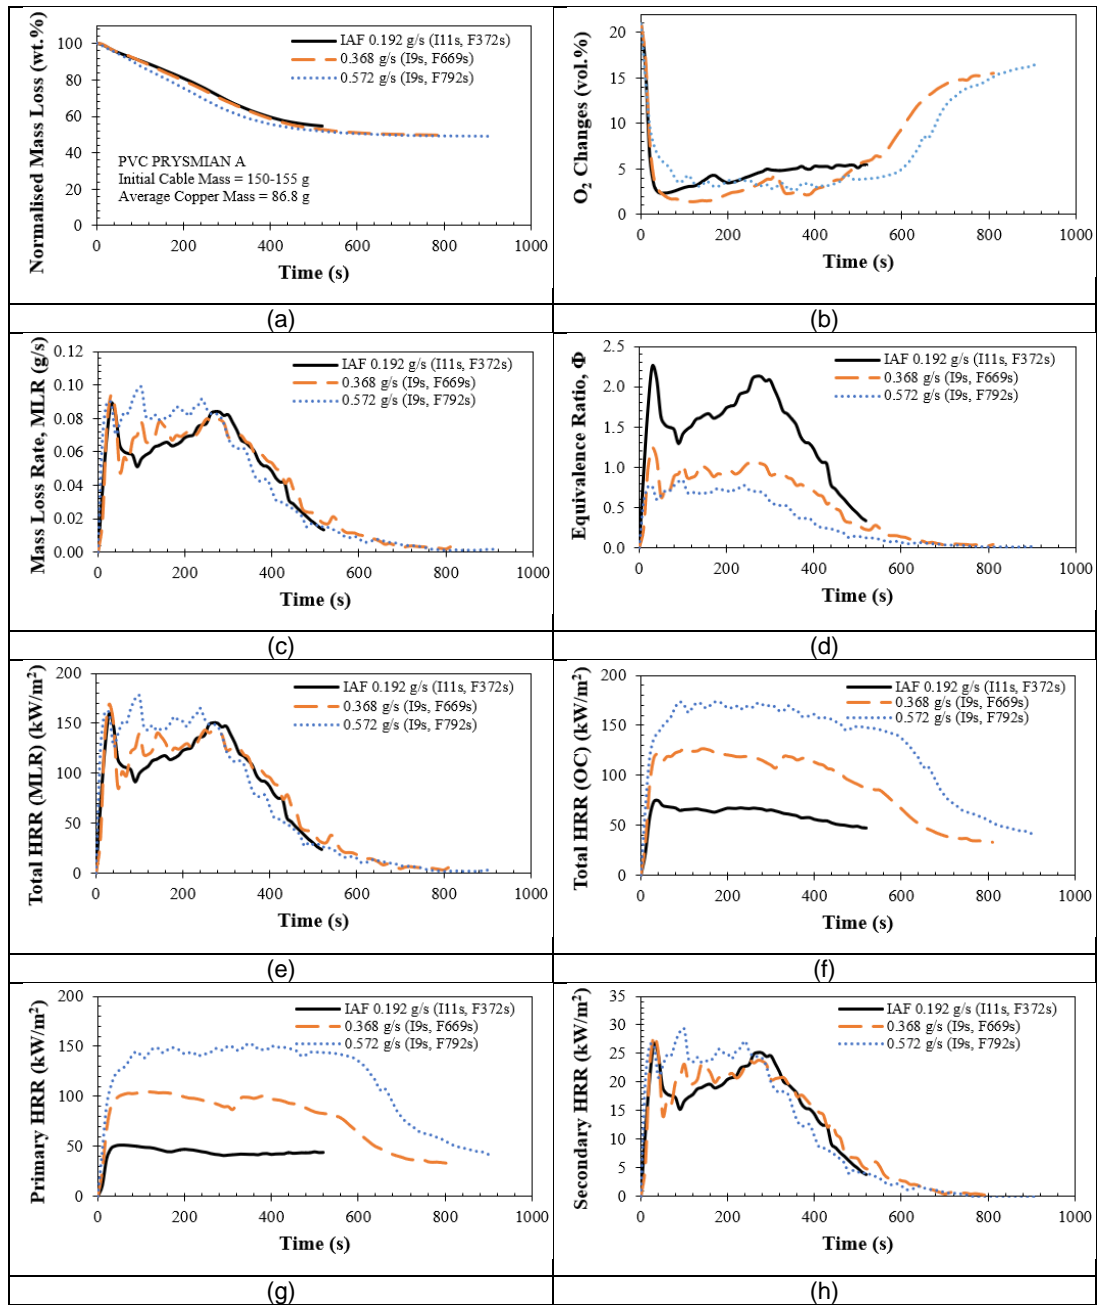 Normalised Mass Loss (wt.%)
100
80
60
40
20
0
IAF 0.192 g/s (I11s, F372s)
0.368 g/s (I9s, F669s)
0.572 g/s (I9s, F792s)
PVC PRYSMIAN A
Initial Cable Mass = 150-155 g
Average Copper Mass = 86.8 g
0 200 400 600 800 1000
Time (s)
(a)
O2 Changes (vol.%)
20
15
10
5
0
IAF 0.192 g/s (I11s, F372s)
0.368 g/s (I9s, F669s)
0.572 g/s (I9s, F792s)
0 200 400 600 800 1000
Time (s)
(b)
Mass Loss Rate, MLR (g/s)
0.12
0.10
0.08
0.06
0.04
0.02
0.00
IAF 0.192 g/s (I11s, F372s)
0.368 g/s (I9s, F669s)
0.572 g/s (I9s, F792s)
0 200 400 600 800 1000
Time (s)
(c)
Equivalence Ratio, Φ
2.5
2.0
1.5
1.0
0.5
0.0
IAF 0.192 g/s (I11s, F372s)
0.368 g/s (I9s, F669s)
0.572 g/s (I9s, F792s)
0 200 400 600 800 1000
Time (s)
(d)
Total HRR (MLR) (kW/m²)
200
150
100
50
0
IAF 0.192 g/s (I11s, F372s)
0.368 g/s (I9s, F669s)
0.572 g/s (I9s, F792s)
0 200 400 600 800 1000
Time (s)
(e)
Total HRR (OC) (kW/m²)
200
150
100
50
0
IAF 0.192 g/s (I11s, F372s)
0.368 g/s (I9s, F669s)
0.572 g/s (I9s, F792s)
0 200 400 600 800 1000
Time (s)
(f)
Primary HRR (kW/m²)
200
150
100
50
0
IAF 0.192 g/s (I11s, F372s)
0.368 g/s (I9s, F669s)
0.572 g/s (I9s, F792s)
0 200 400 600 800 1000
Time (s)
(g)
Secondary HRR (kW/m²)
35
30
25
20
15
10
5
0
IAF 0.192 g/s (I11s, F372s)
0.368 g/s (I9s, F669s)
0.572 g/s (I9s, F792s)
0 200 400 600 800 1000
Time (s)
(h)